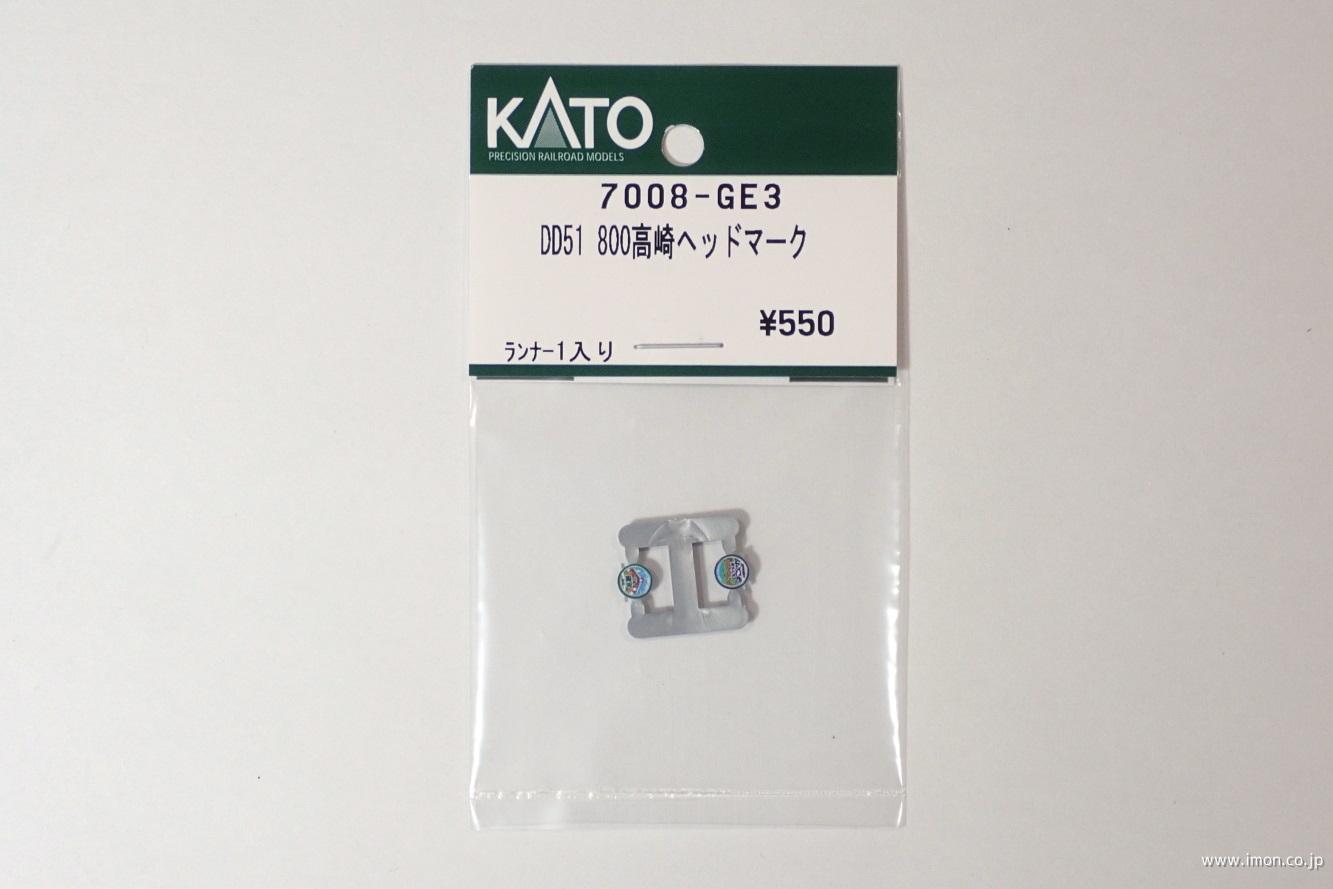 KATO
PRECISION RAILROAD MODELS
7008-GE3
DD51 800高崎ヘッドマーク
¥550
ランナー1入り
www.imon.co.jp